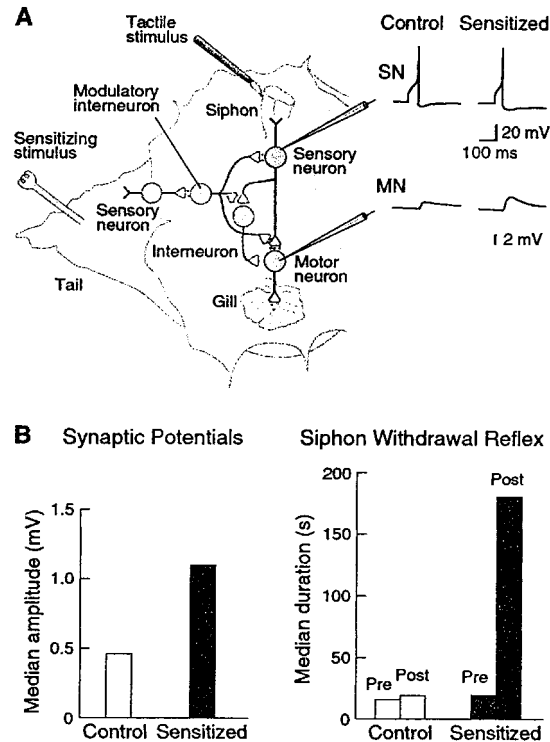 A
Tactile
stimulus
Control Sensitized
Modulatory
interneuron
Siphon
SN
Sensitizing
stimulus
Sensory
neuron
20 mV
100 ms
Sensory
neuron
MN
Interneuron
Motor
neuron
2 mV
Tail
Gill
B Synaptic Potentials
Median amplitude (mV)
1.5
1.0
0.5
0
Control Sensitized
Siphon Withdrawal Reflex
Median duration (s)
200
150
100
50
0
Pre Post
Pre
Post
Control Sensitized